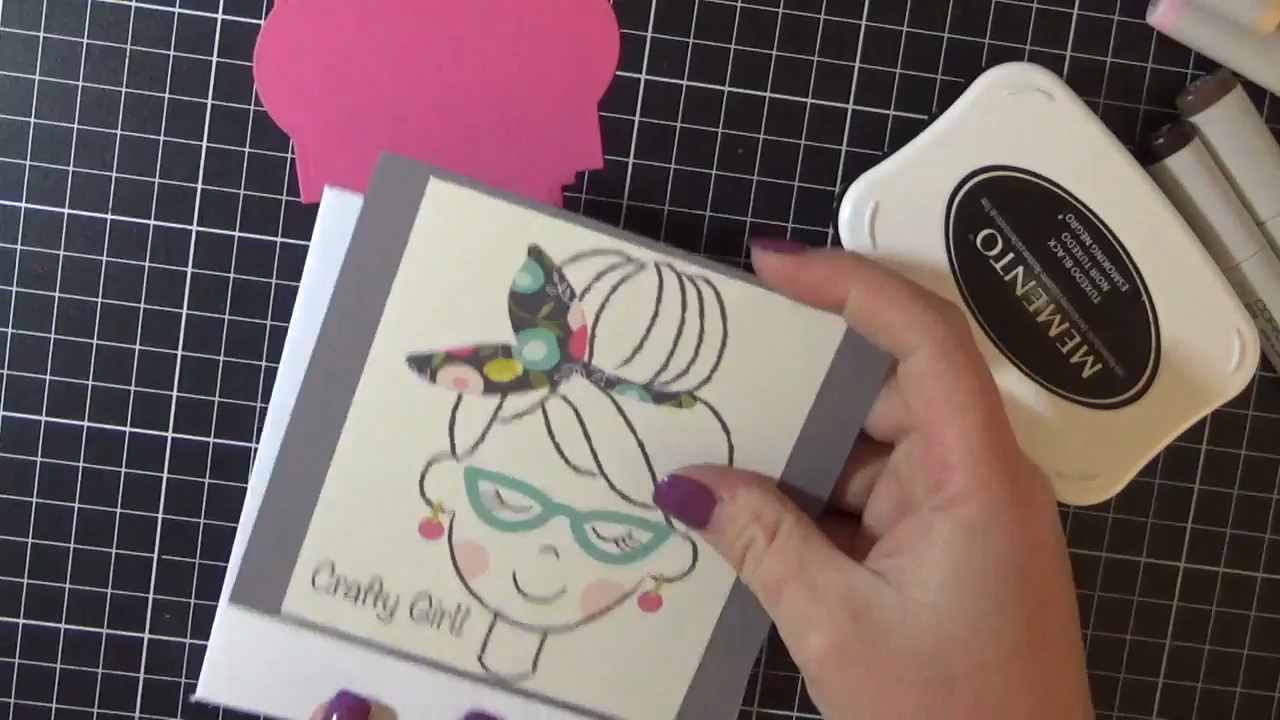 Crafty Girl!
MEMENTO
TUXEDO BLACK
NOIR TUXEDO
ESMOKING NEGRO